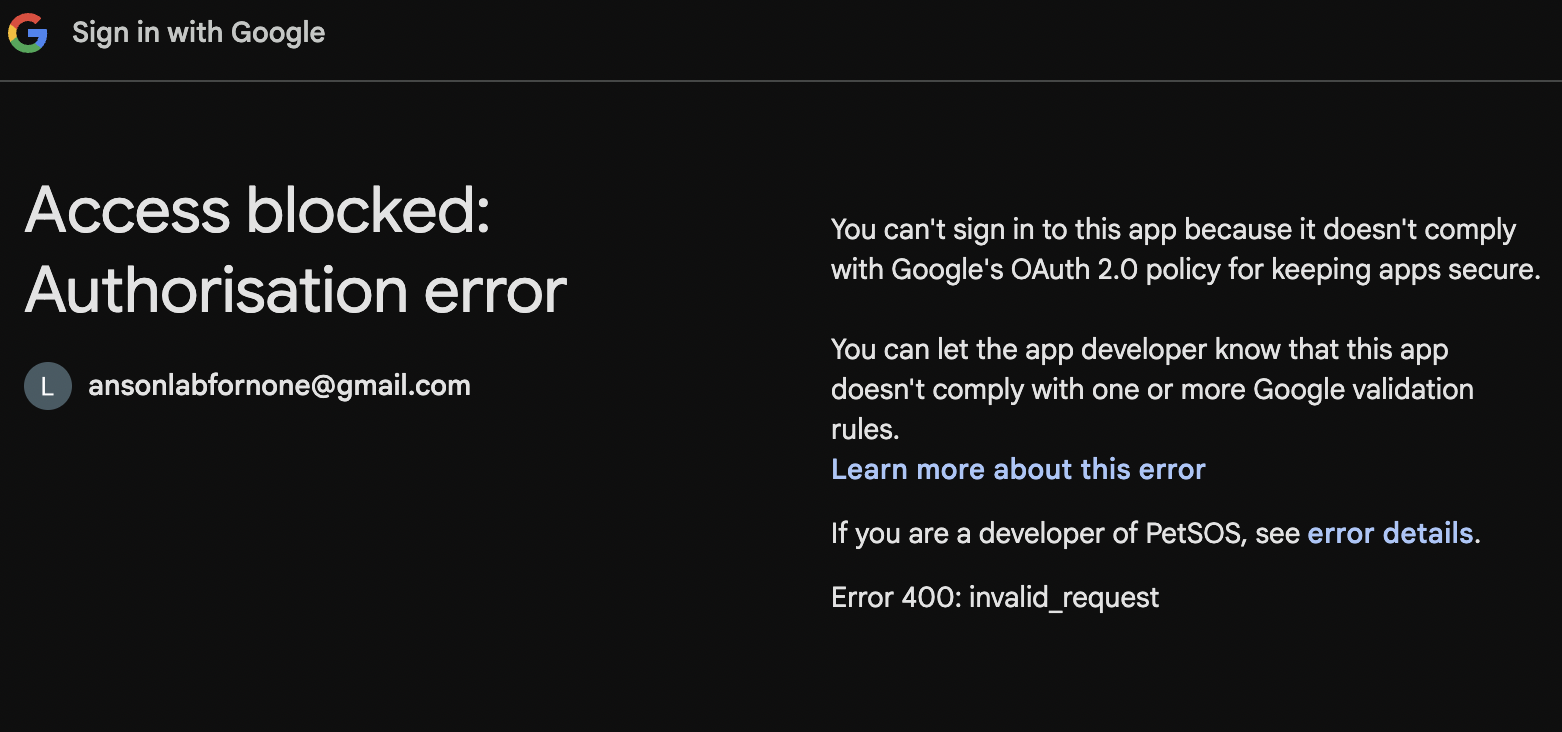 Sign in with Google
Access blocked:
Authorisation error
L
ansonlabfornone@gmail.com
You can't sign in to this app because it doesn't comply
with Google's OAuth 2.0 policy for keeping apps secure.
You can let the app developer know that this app
doesn't comply with one or more Google validation
rules.
Learn more about this error
If you are a developer of PetSOS, see error details.
Error 400: invalid_request